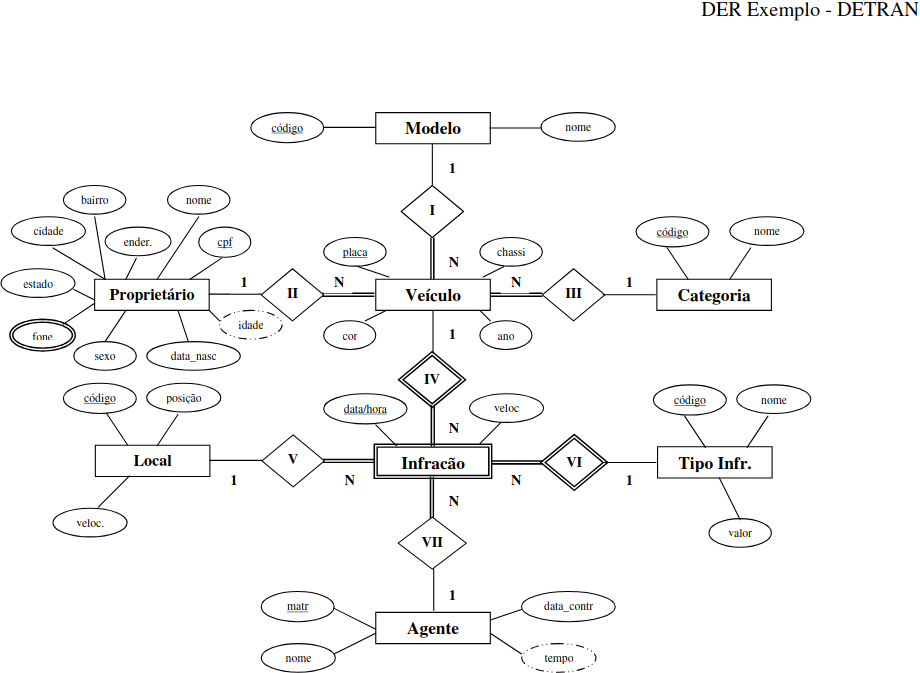 DER Exemplo - DETRAN
código
Modelo
nome
1
bairro
nome
I
cidade
ender.
cpf
código
nome
placa
N
chassi
estado
Proprietário
1
II
N
Veículo
N
III
1
Categoria
fone
idade
cor
1
ano
sexo
data_nasc
IV
código
posição
data/hora
veloc
código
nome
N
Local
V
Infracão
VI
Tipo Infr.
1
N
N
1
N
veloc.
valor
VII
1
matr
data_contr
Agente
nome
tempo